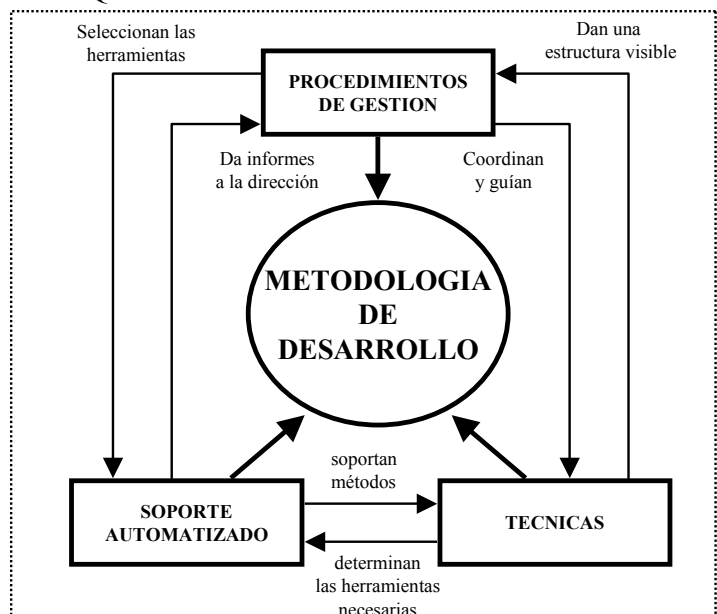 Seleccionan las
herramientas
Dan una
estructura visible
PROCEDIMIENTOS
DE GESTION
Da informes
a la dirección
Coordinan
y guían
METODOLOGIA
DE
DESARROLLO
soportan
métodos
SOPORTE
AUTOMATIZADO
TECNICAS
determinan
las herramientas
necesarias